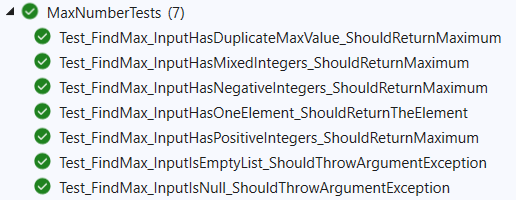 MaxNumberTests (7)
Test_FindMax_InputHasDuplicateMaxValue_ShouldReturnMaximum
Test_FindMax_InputHasMixedIntegers_ShouldReturnMaximum
Test_FindMax_InputHasNegativeIntegers_ShouldReturnMaximum
Test_FindMax_InputHasOneElement_ShouldReturnTheElement
Test_FindMax_InputHasPositiveIntegers_ShouldReturnMaximum
Test_FindMax_InputIsEmptyList_ShouldThrowArgumentException
Test_FindMax_InputIsNull_ShouldThrowArgumentException